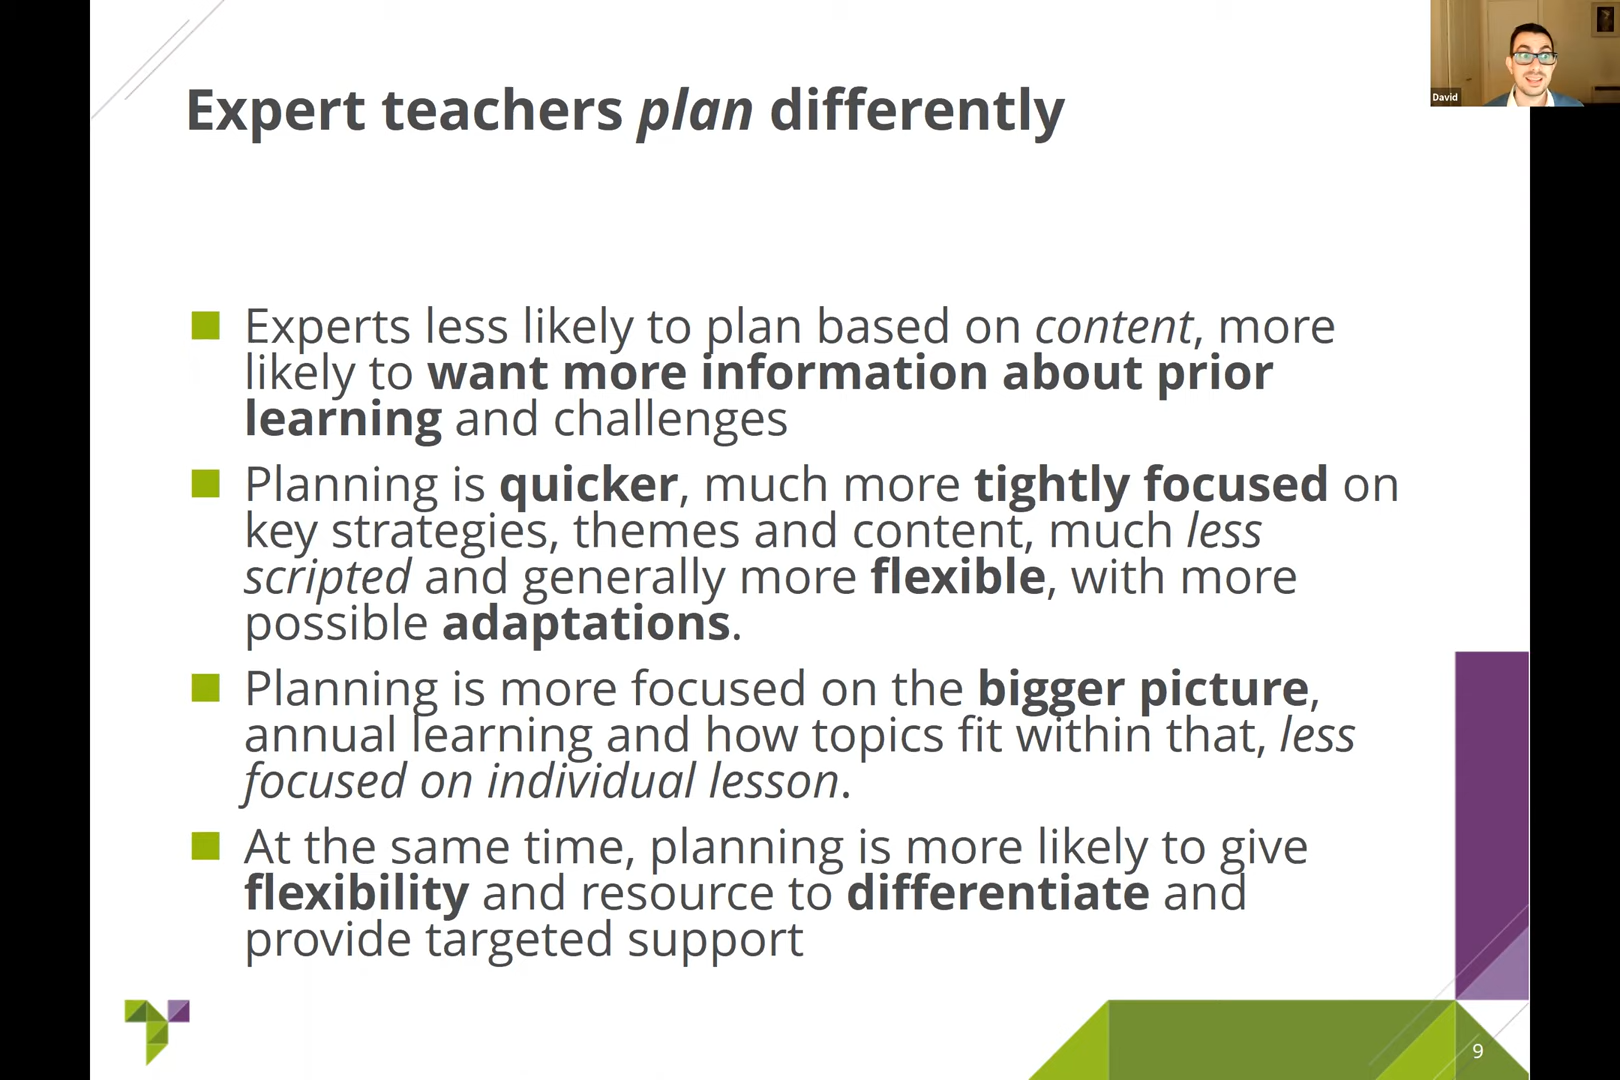 David
Expert teachers plan differently
Experts less likely to plan based on content, more
likely to want more information about prior
learning and challenges
Planning is quicker, much more tightly focused on
key strategies, themes and content, much less
scripted and generally more flexible, with more
possible adaptations.
Planning is more focused on the bigger picture,
annual learning and how topics fit within that, less
focused on individual lesson.
At the same time, planning is more likely to give
flexibility and resource to differentiate and
provide targeted support
9